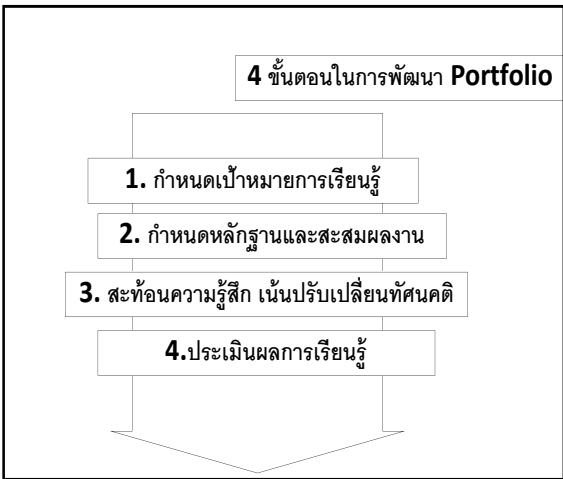 4 ขั้นตอนในการพัฒนา Portfolio
1. กำหนดเป้าหมายการเรียนรู้
2. กำหนดหลักฐานและสะสมผลงาน
3. สะท้อนความรู้สึก เน้นปรับเปลี่ยนทัศนคติ
4.ประเมินผลการเรียนรู้